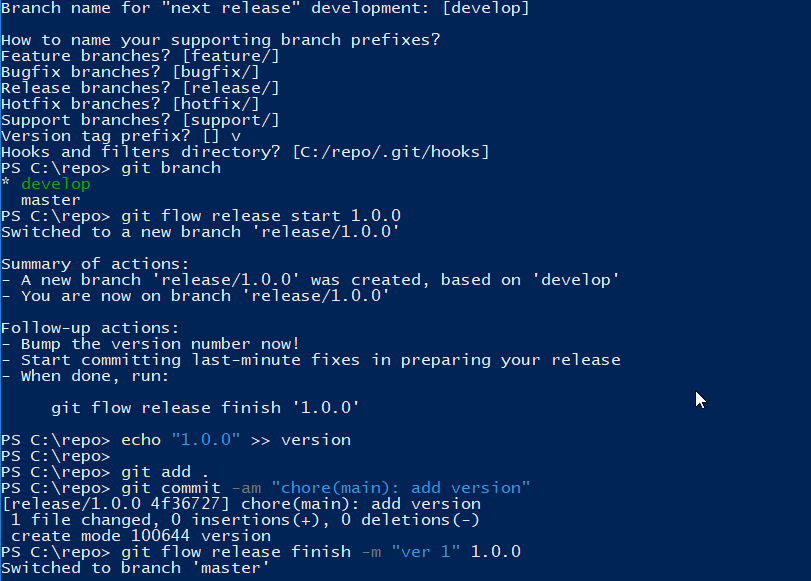 Branch name for "next release" development: [develop]
How to name your supporting branch prefixes?
Feature branches? [feature/]
Bugfix branches? [bugfix/]
Release branches? [release/]
Hotfix branches? [hotfix/]
Support branches? [support/]
Version tag prefix? [] v
Hooks and filters directory? [C:/repo/.git/hooks]
PS C:\repo> git branch
* develop
  master
PS C:\repo> git flow release start 1.0.0
Switched to a new branch 'release/1.0.0'
Summary of actions:
- A new branch 'release/1.0.0' was created, based on 'develop'
- You are now on branch 'release/1.0.0'
Follow-up actions:
- Bump the version number now!
- Start committing last-minute fixes in preparing your release
- When done, run:
     git flow release finish '1.0.0'
PS C:\repo> echo "1.0.0" >> version
PS C:\repo>
PS C:\repo> git add .
PS C:\repo> git commit -am "chore(main): add version"
[release/1.0.0 4f36727] chore(main): add version
 1 file changed, 0 insertions(+), 0 deletions(-)
 create mode 100644 version
PS C:\repo> git flow release finish -m "ver 1" 1.0.0
Switched to branch 'master'